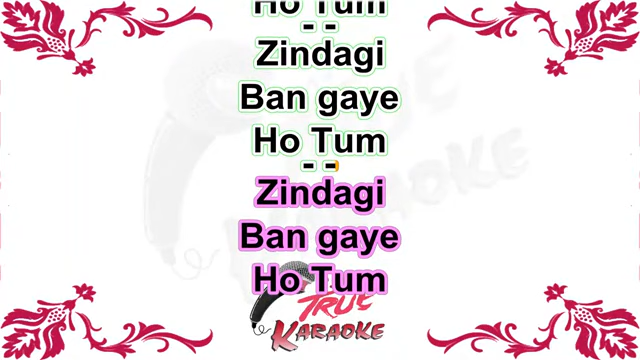 Ho Tum
- -
Zindagi
Ban gaye
Ho Tum
- -
Zindagi
Ban gaye
Ho Tum
TRUE
KARAOKE